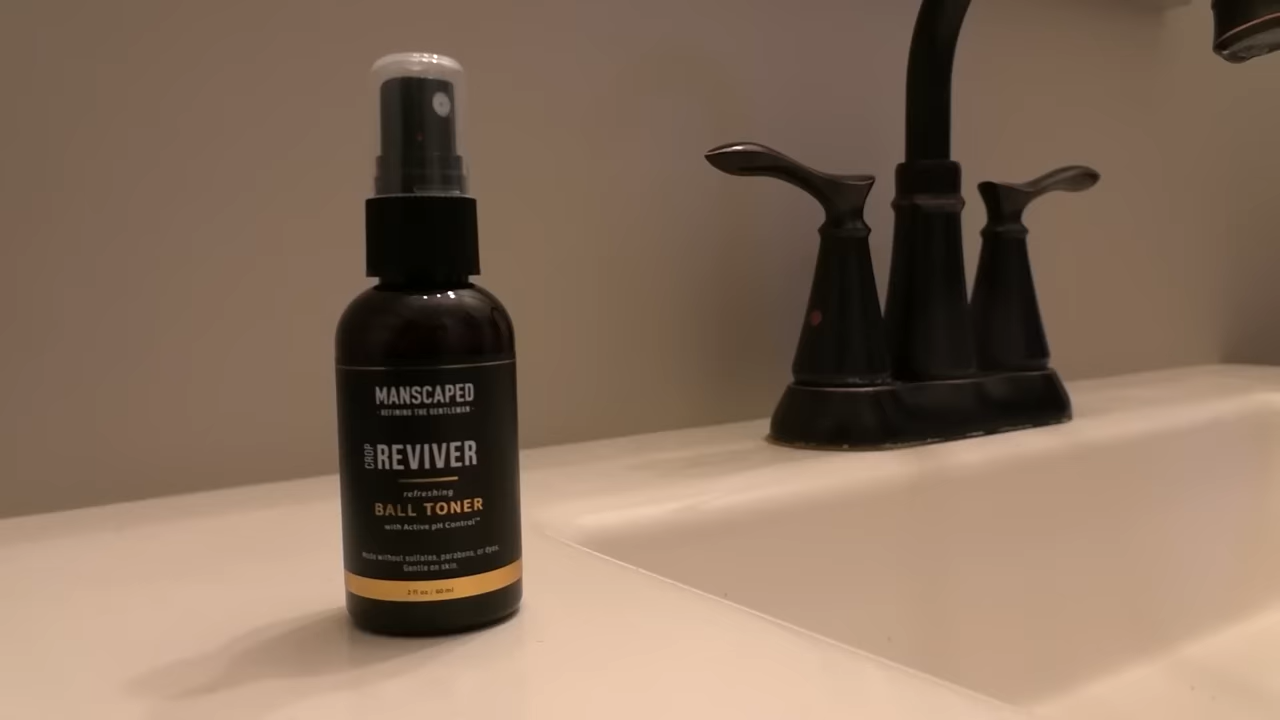 MANSCAPED
- REFINING THE GENTLEMAN -
CROP
REVIVER
refreshing
BALL TONER
with Active pH Control™
Made without sulfates, parabens, or dyes.
Gentle on skin.
2 fl oz / 60 ml